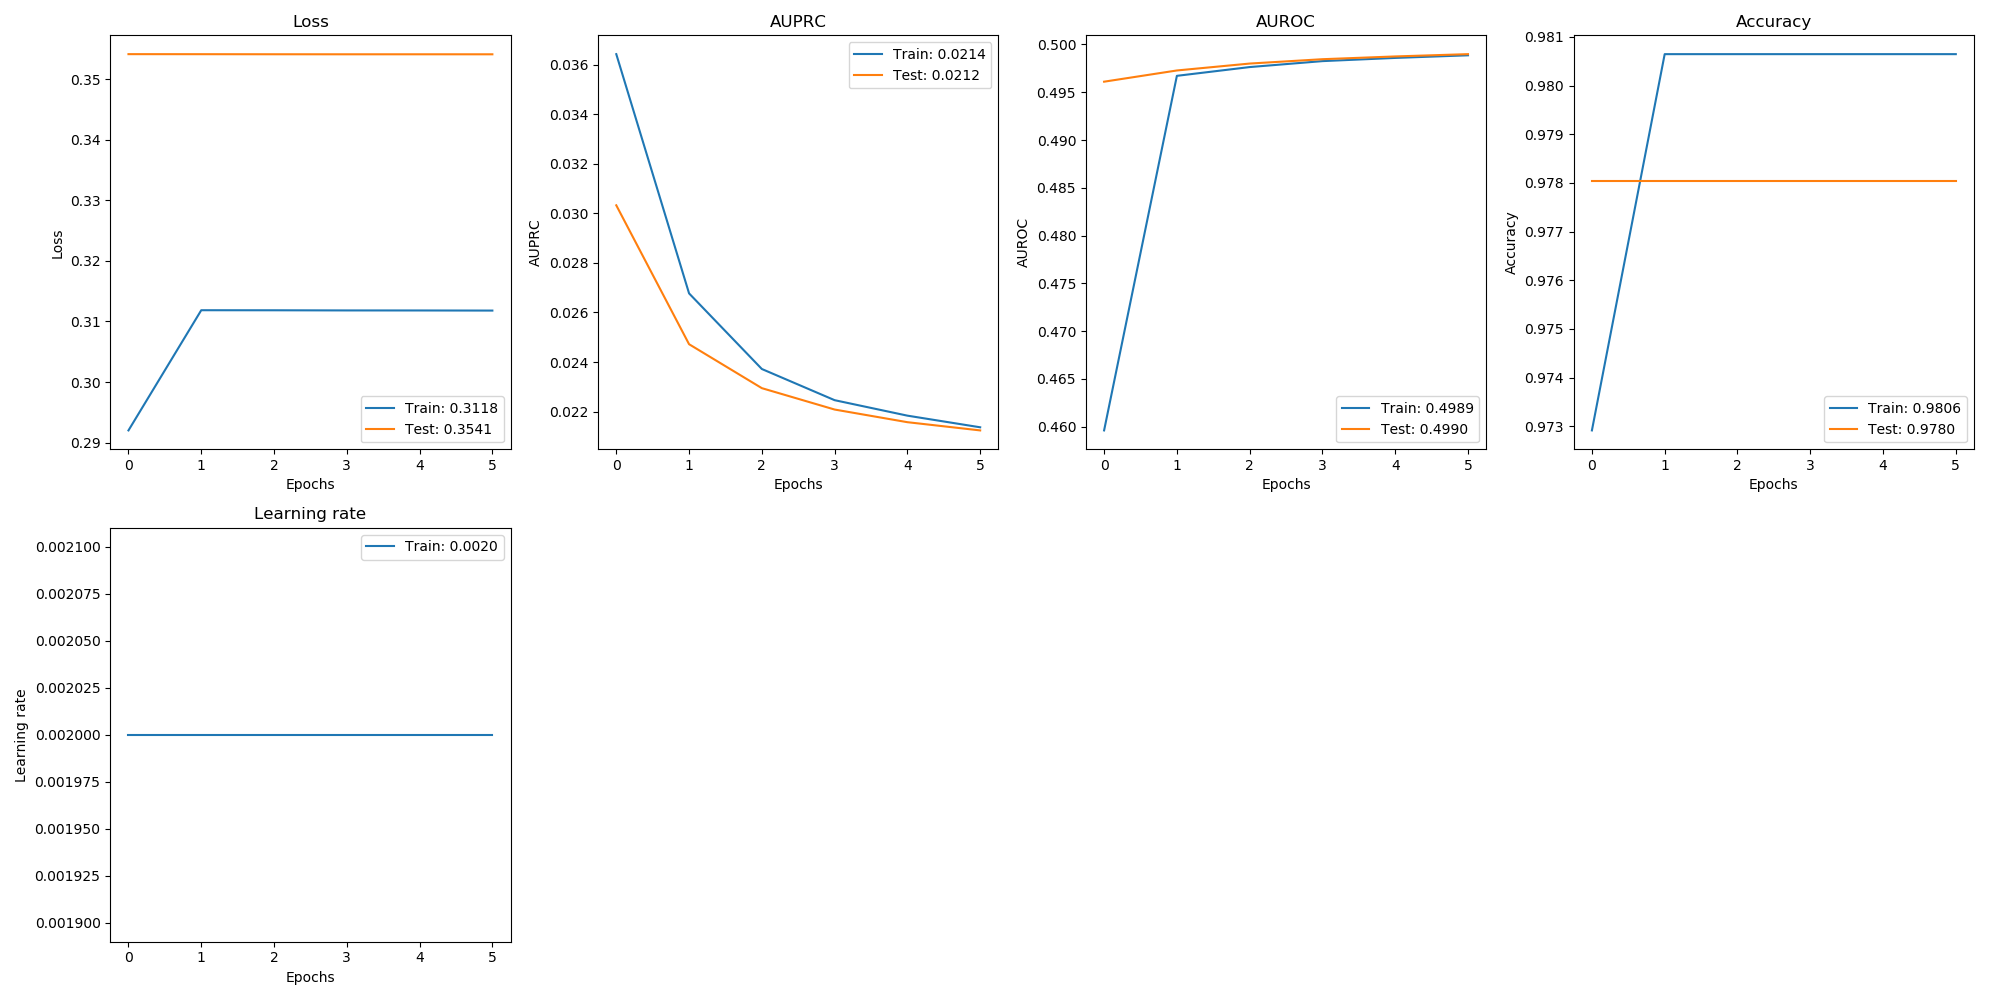 Loss
Loss
0.35
0.34
0.33
0.32
0.31
0.30
0.29
0 1 2 3 4 5
Epochs
Train: 0.3118
Test: 0.3541
AUPRC
AUPRC
0.036
0.034
0.032
0.030
0.028
0.026
0.024
0.022
0 1 2 3 4 5
Epochs
Train: 0.0214
Test: 0.0212
AUROC
AUROC
0.500
0.495
0.490
0.485
0.480
0.475
0.470
0.465
0.460
0 1 2 3 4 5
Epochs
Train: 0.4989
Test: 0.4990
Accuracy
Accuracy
0.981
0.980
0.979
0.978
0.977
0.976
0.975
0.974
0.973
0 1 2 3 4 5
Epochs
Train: 0.9806
Test: 0.9780
Learning rate
Learning rate
0.002100
0.002075
0.002050
0.002025
0.002000
0.001975
0.001950
0.001925
0.001900
0 1 2 3 4 5
Epochs
Train: 0.0020